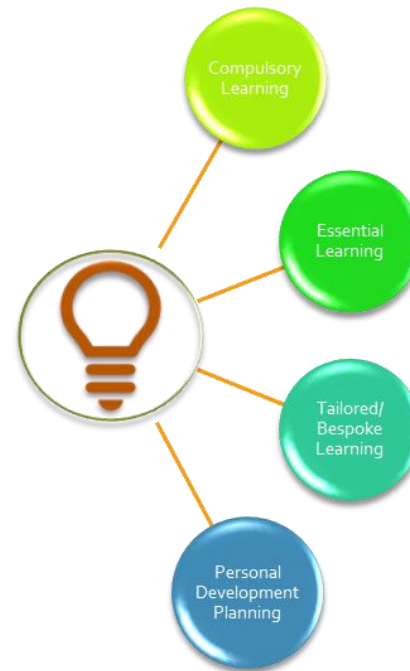 Compulsory
Learning
Essential
Learning
Tailored/
Bespoke
Learning
Personal
Development
Planning